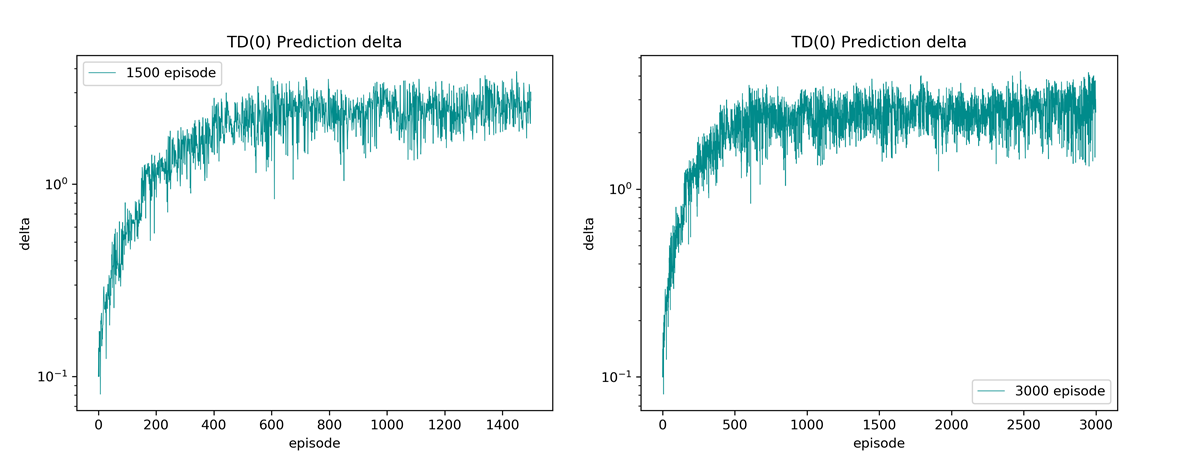 TD(0) Prediction delta
1500 episode
10⁰
10⁻¹
delta
0 200 400 600 800 1000 1200 1400
episode
TD(0) Prediction delta
3000 episode
10⁰
10⁻¹
delta
0 500 1000 1500 2000 2500 3000
episode